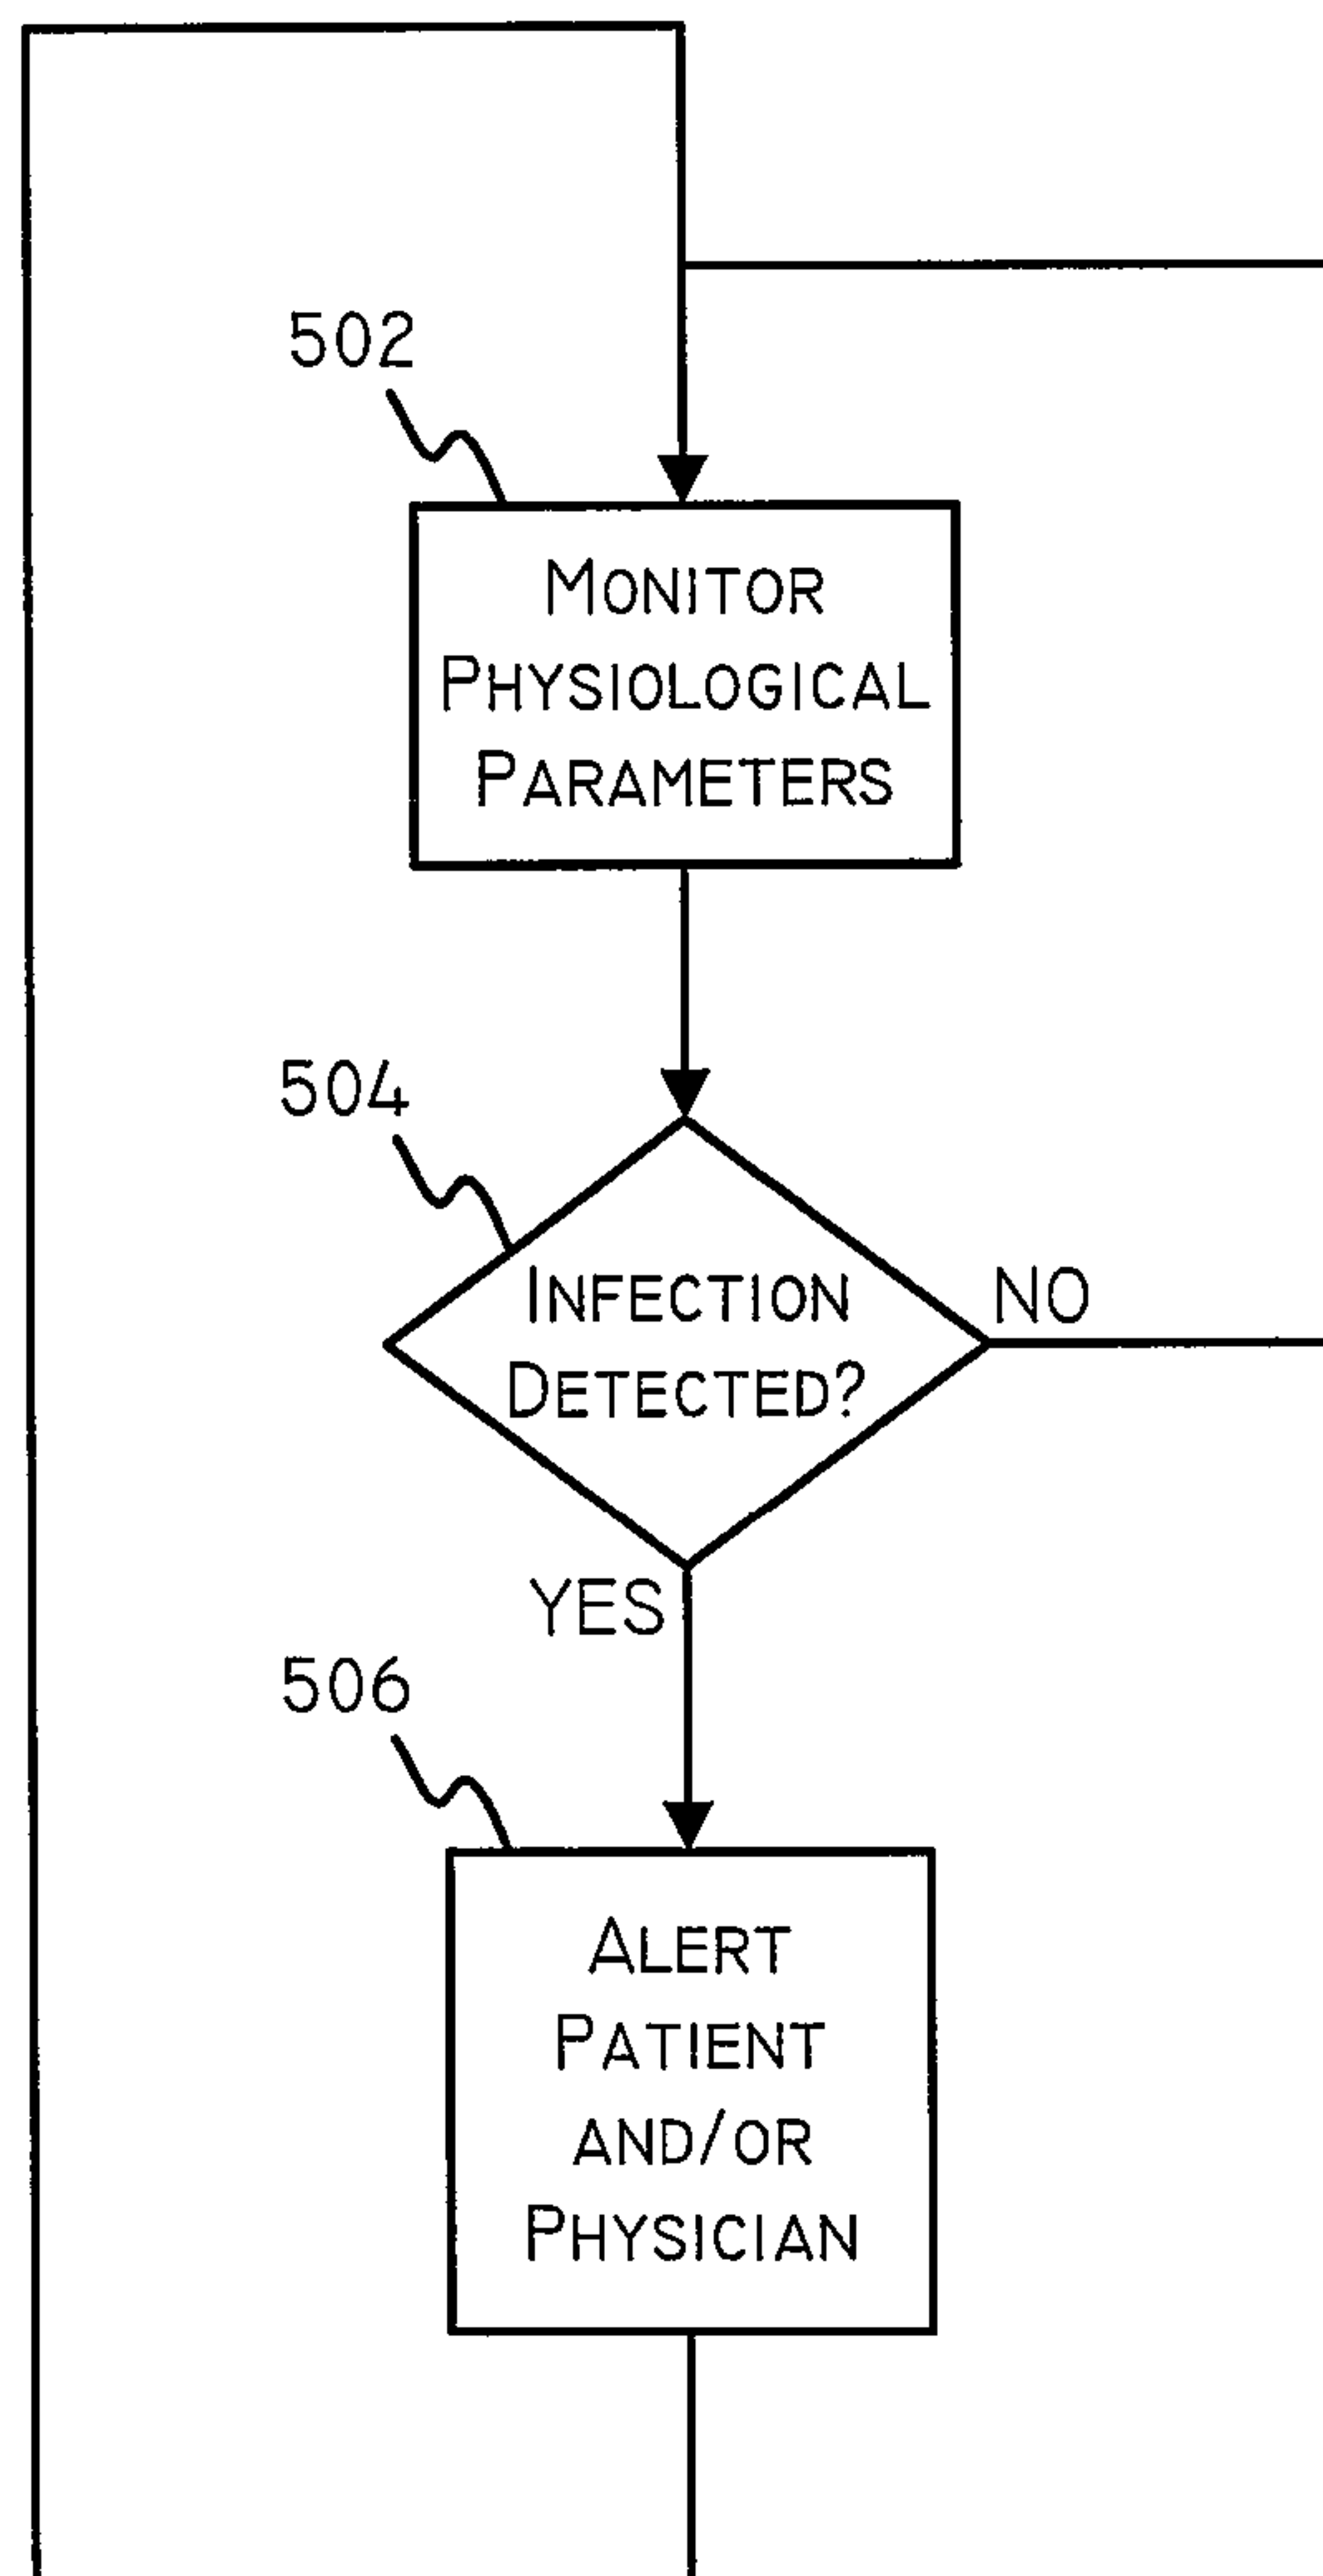 502
MONITOR
PHYSIOLOGICAL
PARAMETERS
504
INFECTION
DETECTED?
NO
YES
506
ALERT
PATIENT
AND/OR
PHYSICIAN